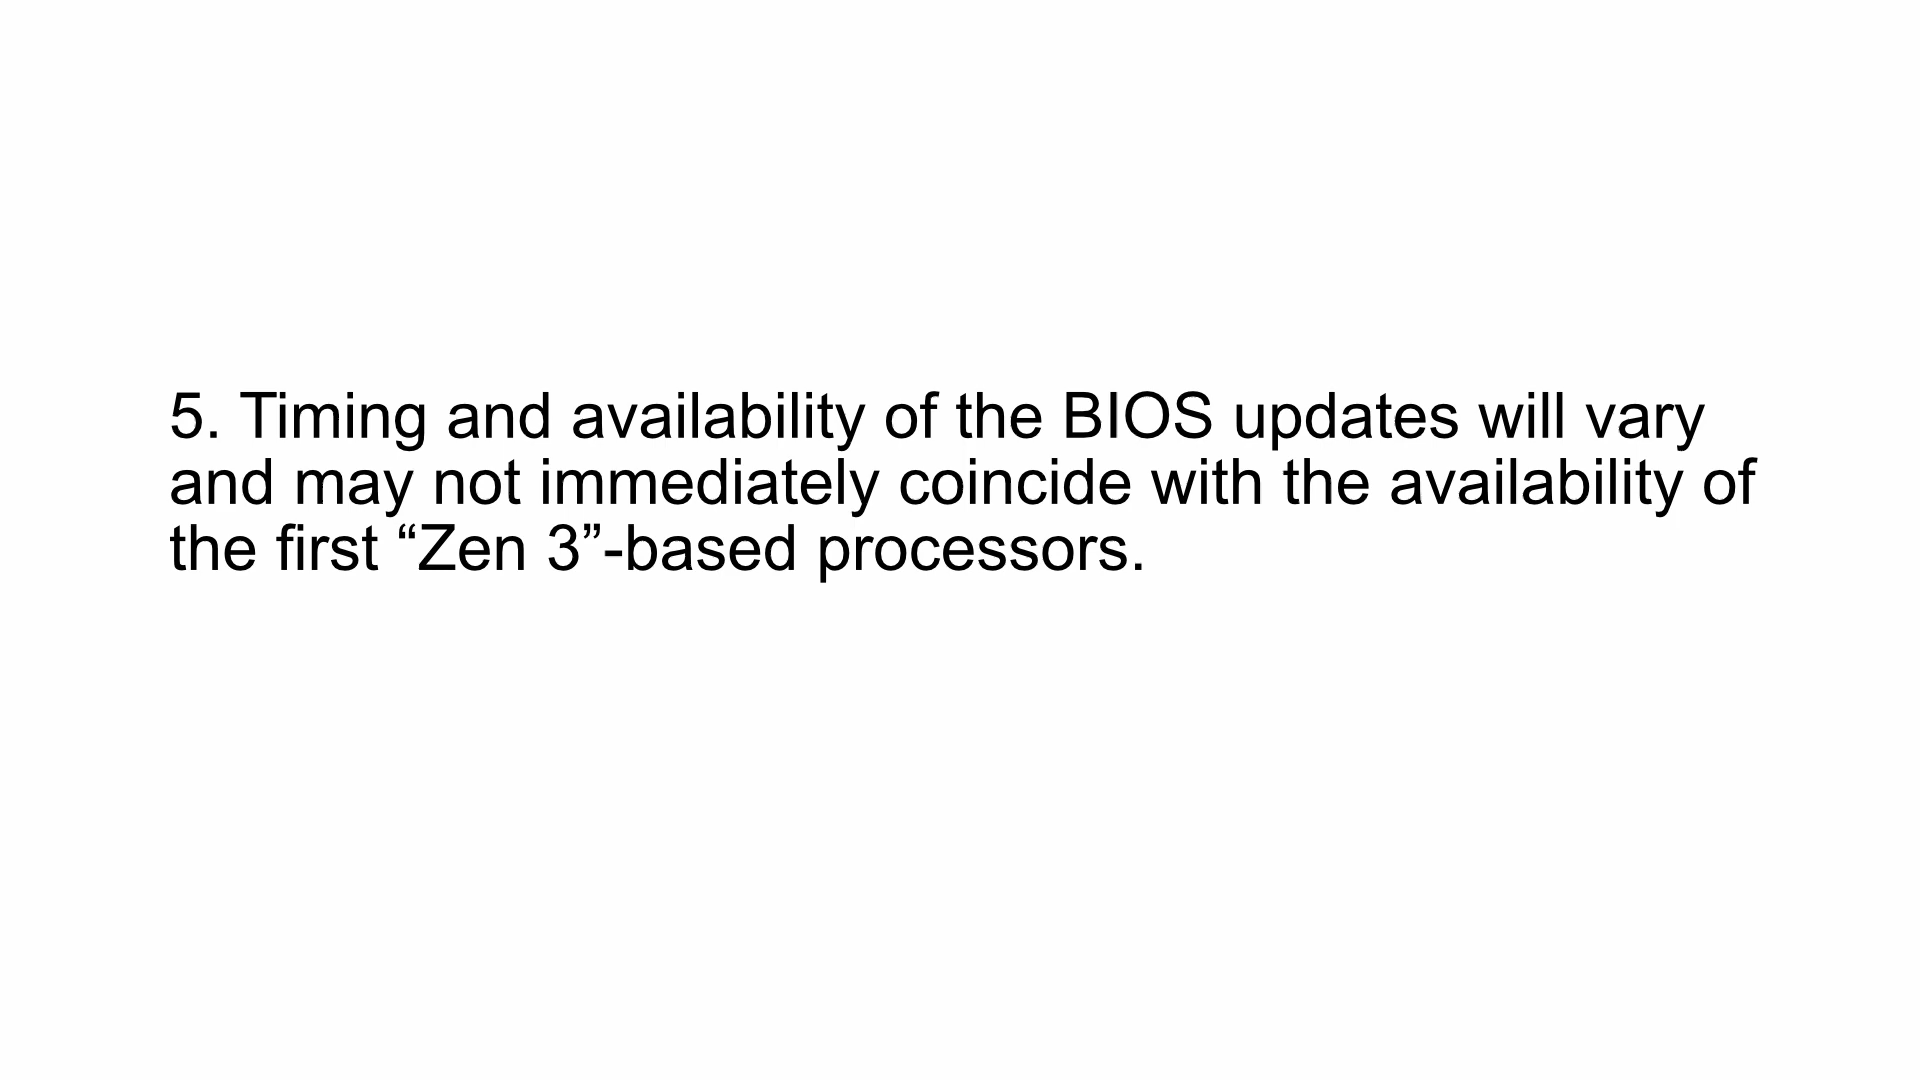 5. Timing and availability of the BIOS updates will vary
and may not immediately coincide with the availability of
the first “Zen 3”-based processors.